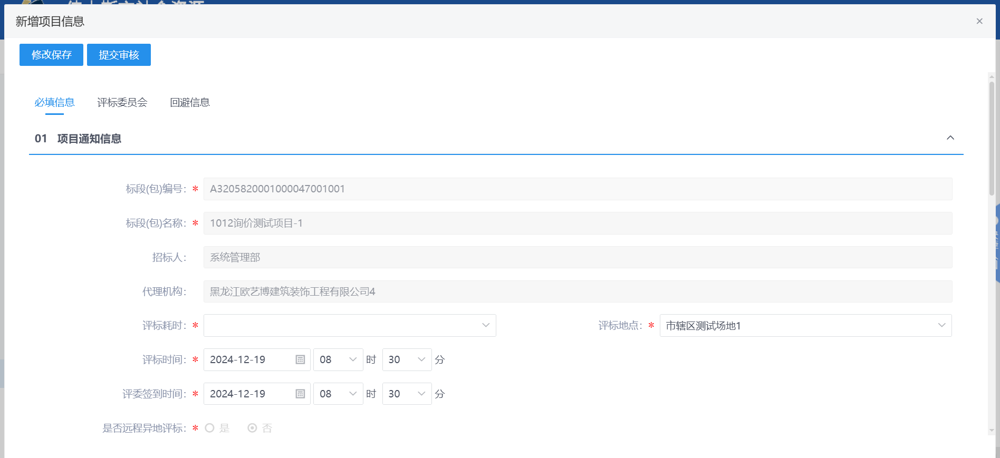 新增项目信息
修改保存 提交审核
必填信息 评标委员会 回避信息
01 项目通知信息
标段(包)编号: * A3205820001000047001001
标段(包)名称: * 1012询价测试项目-1
招标人: 系统管理部
代理机构: 黑龙江欧艺博建筑装饰工程有限公司4
评标耗时: * 评标地点: * 市辖区测试场地1
评标时间: * 2024-12-19 08 时 30 分
评委签到时间: * 2024-12-19 08 时 30 分
是否远程异地评标: * 是 否